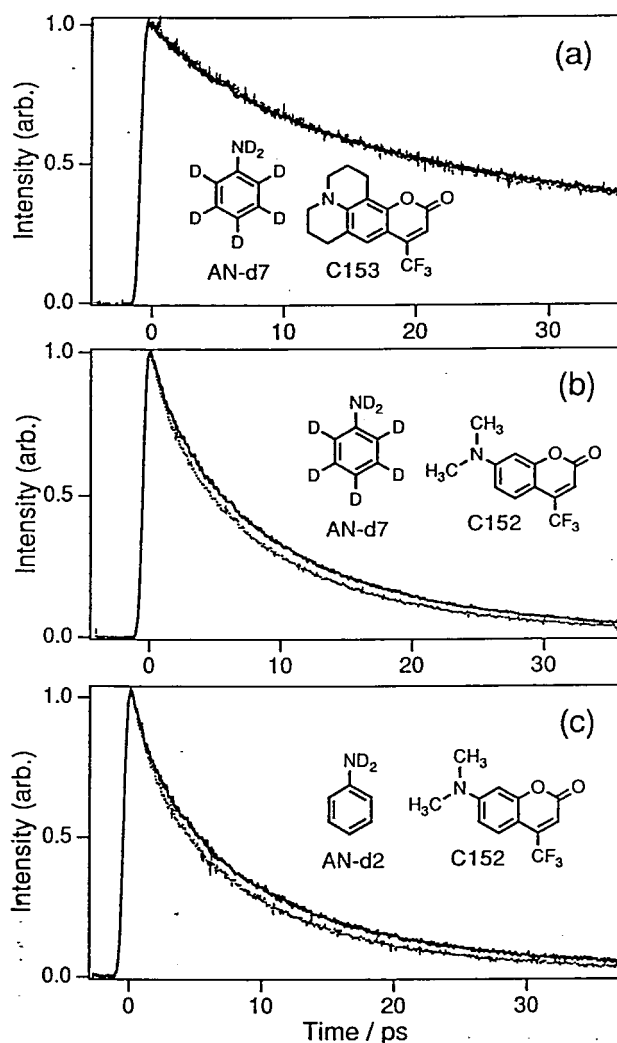 (a)
Intensity (arb.)
1.0
0.5
0.0
ND2
D D
D D
D
AN-d7
N
O O
CF3
C153
0 10 20 30
(b)
Intensity (arb.)
1.0
0.5
0.0
ND2
D D
D D
D
AN-d7
CH3
H3C N
O O
CF3
C152
0 10 20 30
(c)
Intensity (arb.)
1.0
0.5
0.0
ND2
AN-d2
CH3
H3C N
O O
CF3
C152
0 10 20 30
Time / ps